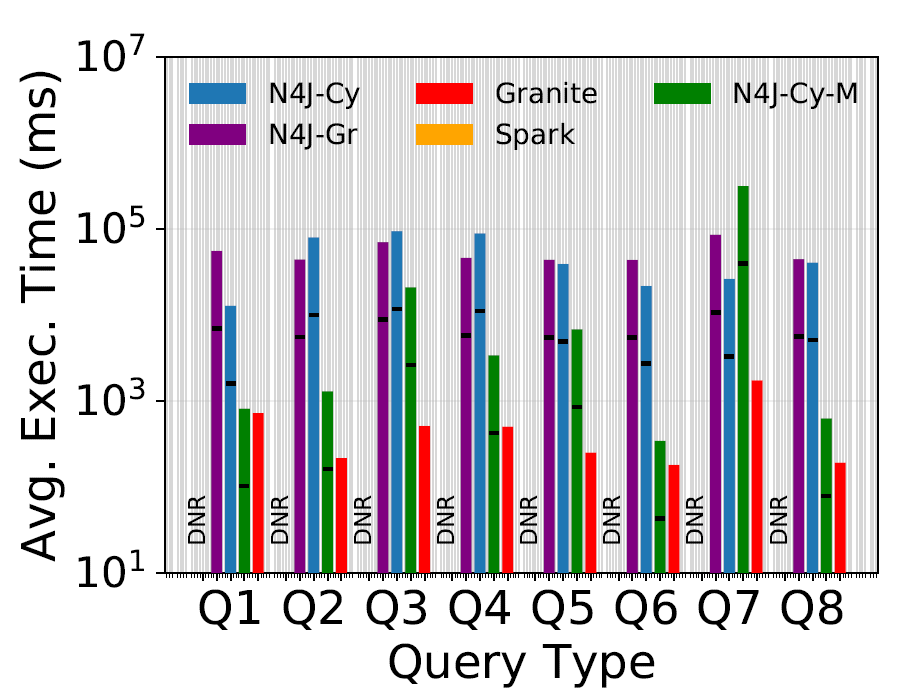 Avg. Exec. Time (ms)
10^7
10^5
10^3
10^1
N4J-Cy
Granite
N4J-Cy-M
N4J-Gr
Spark
DNR
DNR
DNR
DNR
DNR
DNR
DNR
DNR
Q1 Q2 Q3 Q4 Q5 Q6 Q7 Q8
Query Type